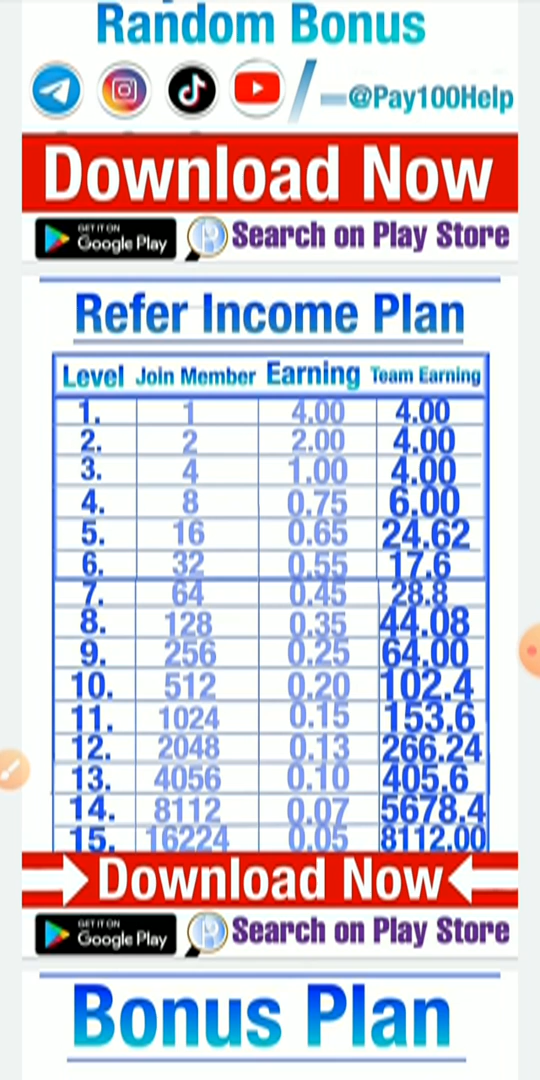 Random Bonus
@Pay100Help
Download Now
GET IT ON
Google Play
Search on Play Store
Refer Income Plan
Level Join Member Earning Team Earning
1. 1 4.00 4.00
2. 2 2.00 4.00
3. 4 1.00 4.00
4. 8 0.75 6.00
5. 16 0.65 24.62
6. 32 0.55 17.6
7. 64 0.45 28.8
8. 128 0.35 44.08
9. 256 0.25 64.00
10. 512 0.20 102.4
11. 1024 0.15 153.6
12. 2048 0.13 266.24
13. 4056 0.10 405.6
14. 8112 0.07 5678.4
15. 16224 0.05 8112.00
Download Now
GET IT ON
Google Play
Search on Play Store
Bonus Plan